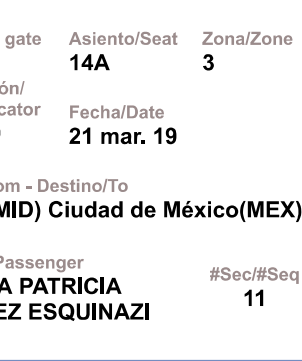 gate Asiento/Seat Zona/Zone
14A 3
ón/
cator Fecha/Date
21 mar. 19
om - Destino/To
MID) Ciudad de México(MEX)
Passenger #Sec/#Seq
A PATRICIA 11
EZ ESQUINAZI